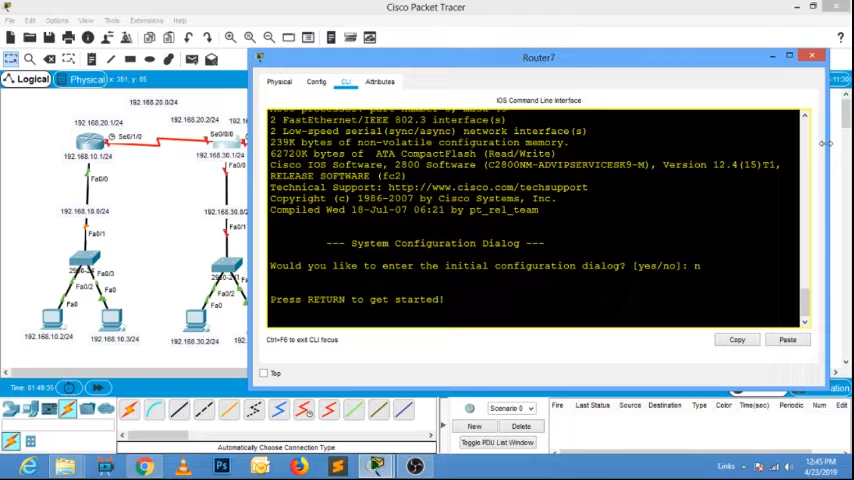 Cisco Packet Tracer
File Edit Options View Tools Extensions Help
Logical
Physical x: 351, y: 85
192.168.20.0/24
192.168.20.1/24
192.168.20.2/24
Se0/1/0
Se0/0/0
192.168.10.1/24
192.168.30.1/24
Fa0/0
Fa0/0
192.168.10.0/24
192.168.30.0/24
Fa0/1
Fa0/1
Fa0/2
Fa0/3
Fa0/2
Fa0
Fa0
Fa0
192.168.10.2/24
192.168.10.3/24
192.168.30.2/24
Router7
Physical Config CLI Attributes
IOS Command Line Interface
2 FastEthernet/IEEE 802.3 interface(s)
2 Low-speed serial(sync/async) network interface(s)
239K bytes of non-volatile configuration memory.
62720K bytes of ATA CompactFlash (Read/Write)
Cisco IOS Software, 2800 Software (C2800NM-ADVIPSERVICESK9-M), Version 12.4(15)T1,
RELEASE SOFTWARE (fc2)
Technical Support: http://www.cisco.com/techsupport
Copyright (c) 1986-2007 by Cisco Systems, Inc.
Compiled Wed 18-Jul-07 06:21 by pt_rel_team
--- System Configuration Dialog ---
Would you like to enter the initial configuration dialog? [yes/no]: n
Press RETURN to get started!
Ctrl+F6 to exit CLI focus
Copy
Paste
Top
Time: 01:48:35
Scenario 0
New
Delete
Toggle PDU List Window
Fire Last Status Source Destination Type Color Time(sec) Periodic Num Edit
Automatically Choose Connection Type
Links
12:45 PM
4/23/2019